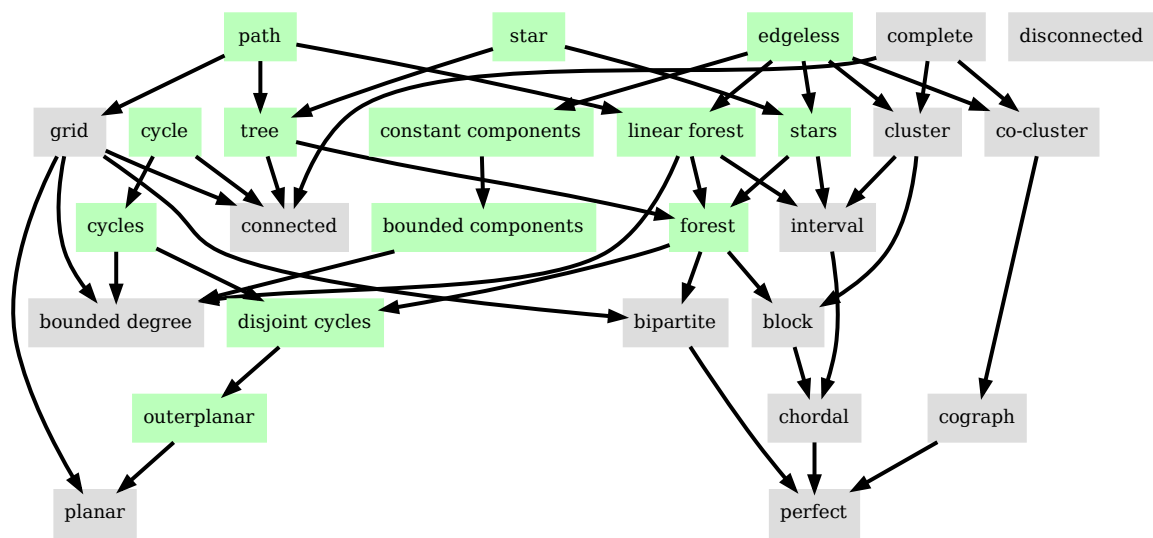 path
star
edgeless
complete
disconnected
grid
cycle
tree
constant components
linear forest
stars
cluster
co-cluster
cycles
connected
bounded components
forest
interval
bounded degree
disjoint cycles
bipartite
block
outerplanar
chordal
cograph
planar
perfect